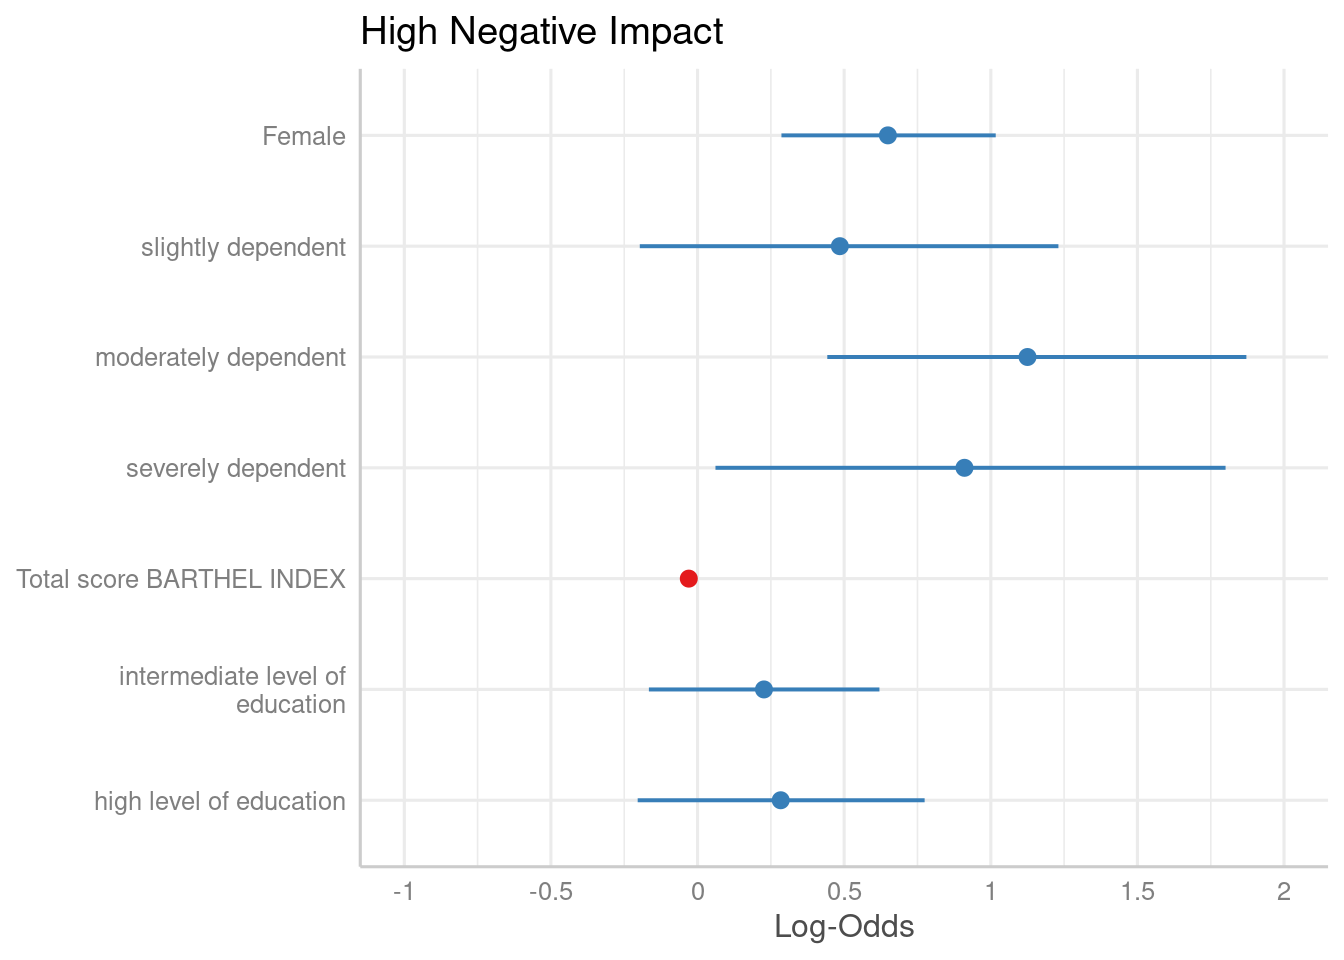 High Negative Impact
Female
slightly dependent
moderately dependent
severely dependent
Total score BARTHEL INDEX
intermediate level of
education
high level of education
-1 -0.5 0 0.5 1 1.5 2
Log-Odds